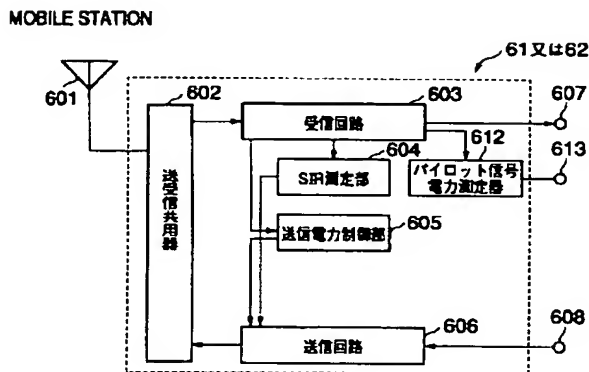 MOBILE STATION
61又は62
601
602
603
607
受信回路
604
612
613
SIR測定部
パイロット信号
電力測定器
送受信共用器
605
送信電力制御部
606
608
送信回路